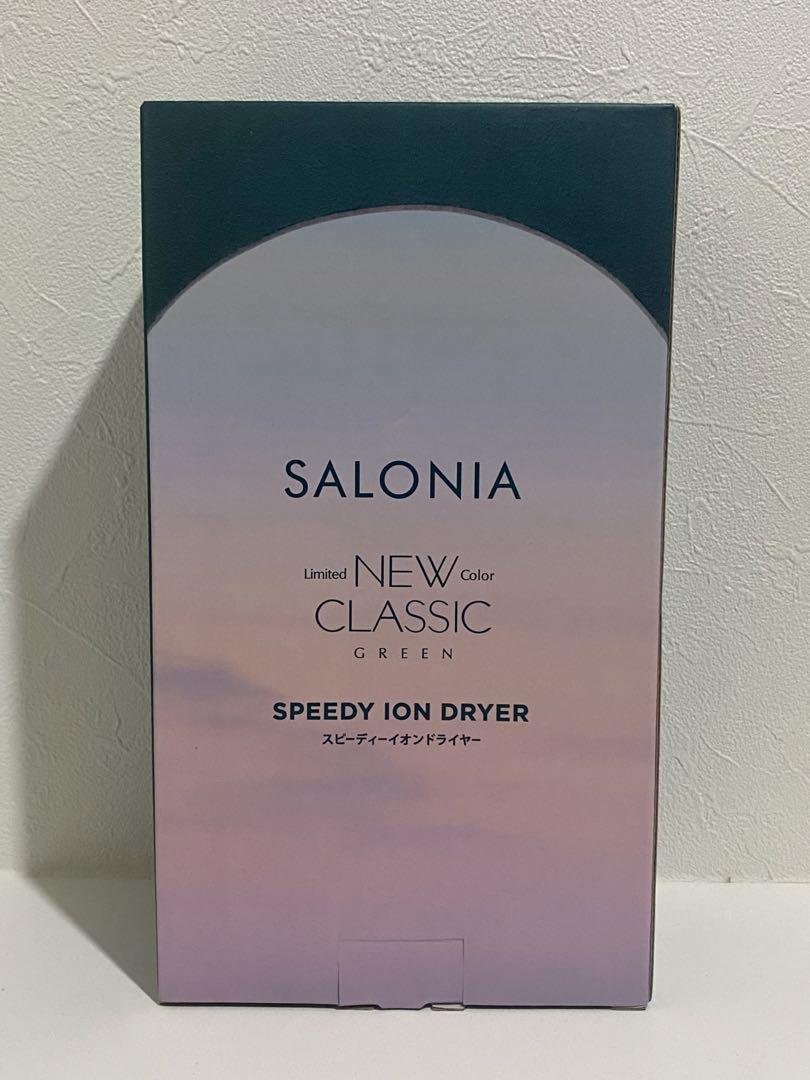 SALONIA
Limited NEW Color
CLASSIC
GREEN
SPEEDY ION DRYER
スピーディーイオンドライヤー